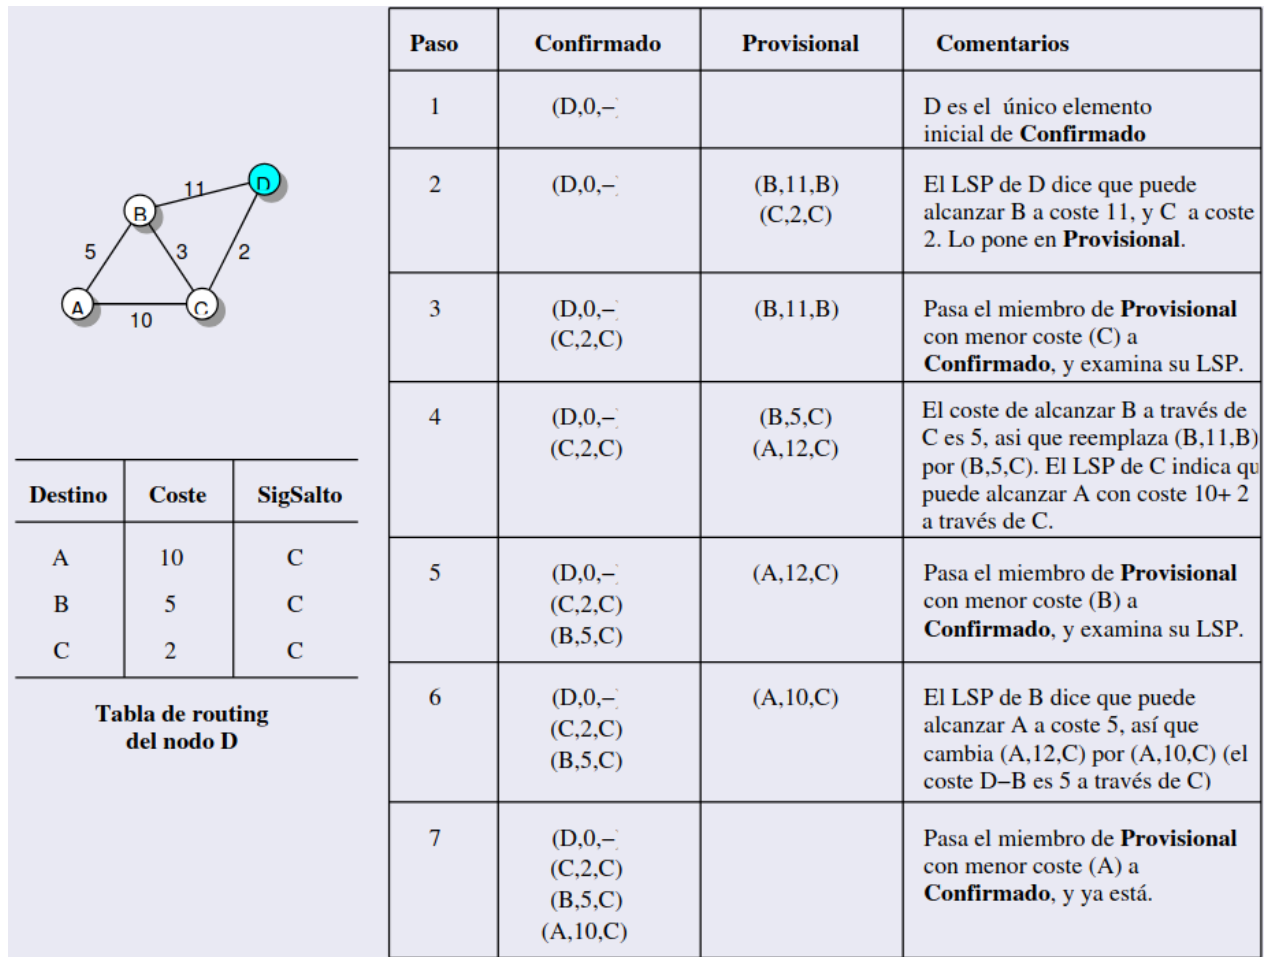 11
D
B
5
3
2
A
C
10
Destino Coste SigSalto
A 10 C
B 5 C
C 2 C
Tabla de routing
del nodo D
Paso Confirmado Provisional Comentarios
1 (D,0,–) D es el único elemento
inicial de Confirmado
2 (D,0,–) (B,11,B) El LSP de D dice que puede
(C,2,C) alcanzar B a coste 11, y C a coste
2. Lo pone en Provisional.
3 (D,0,–) (B,11,B) Pasa el miembro de Provisional
(C,2,C) con menor coste (C) a
Confirmado, y examina su LSP.
4 (D,0,–) (B,5,C) El coste de alcanzar B a través de
(C,2,C) (A,12,C) C es 5, asi que reemplaza (B,11,B)
por (B,5,C). El LSP de C indica qu
puede alcanzar A con coste 10+ 2
a través de C.
5 (D,0,–) (A,12,C) Pasa el miembro de Provisional
(C,2,C) con menor coste (B) a
(B,5,C) Confirmado, y examina su LSP.
6 (D,0,–) (A,10,C) El LSP de B dice que puede
(C,2,C) alcanzar A a coste 5, así que
(B,5,C) cambia (A,12,C) por (A,10,C) (el
coste D–B es 5 a través de C)
7 (D,0,–) Pasa el miembro de Provisional
(C,2,C) con menor coste (A) a
(B,5,C) Confirmado, y ya está.
(A,10,C)